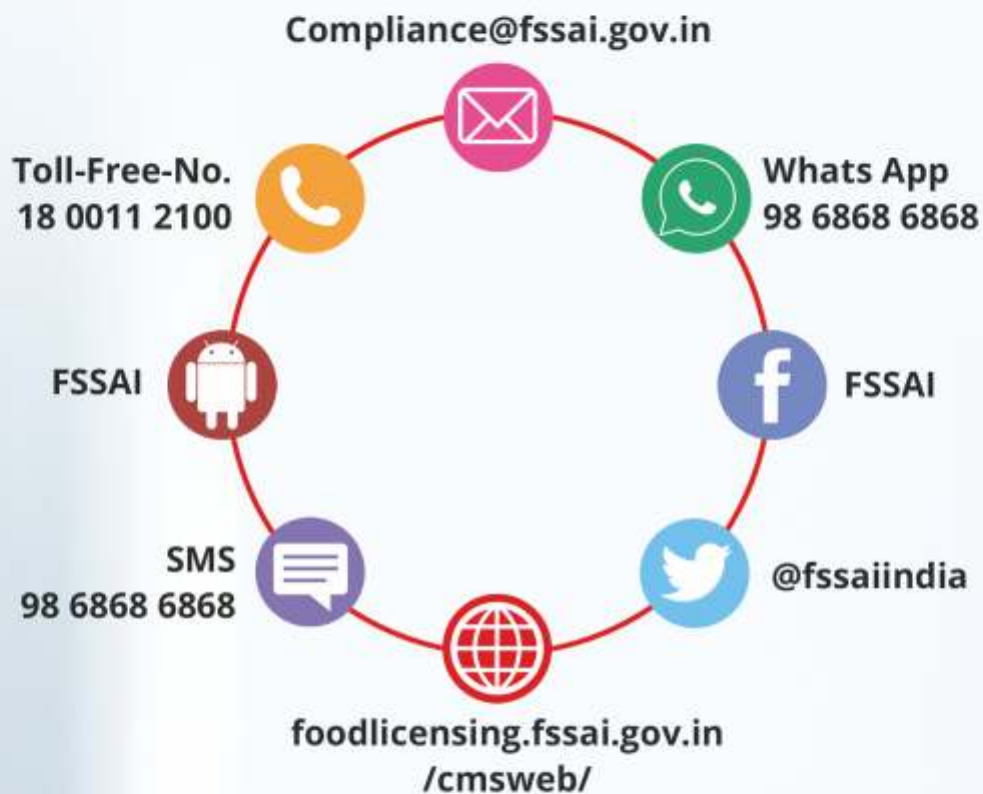 Compliance@fssai.gov.in
Toll-Free-No.
18 0011 2100
Whats App
98 6868 6868
FSSAI
FSSAI
SMS
98 6868 6868
@fssaiindia
foodlicensing.fssai.gov.in
/cmsweb/